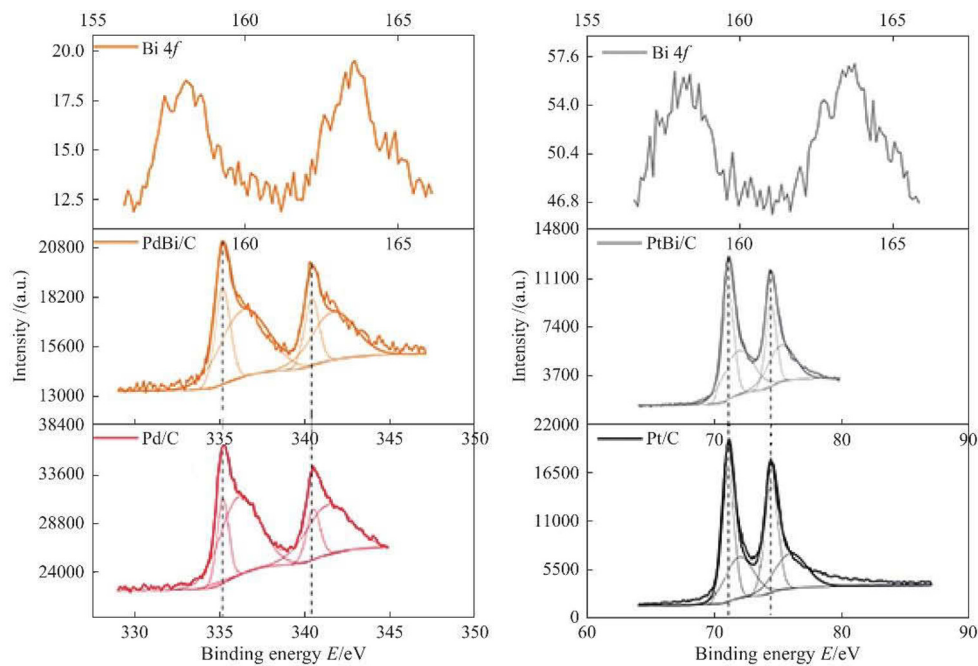 155 160 165
155 160 165
Bi 4f
20.0
17.5
15.0
12.5
Bi 4f
57.6
54.0
50.4
46.8
14800
PdBi/C
160 165
20800
18200
15600
13000
38400
PtBi/C
160 165
11100
7400
3700
22000
Intensity /(a.u.)
Intensity /(a.u.)
Pd/C
335 340 345 350
33600
28800
24000
Pt/C
70 80 90
16500
11000
5500
0
330 335 340 345 350
Binding energy E/eV
60 70 80 90
Binding energy E/eV